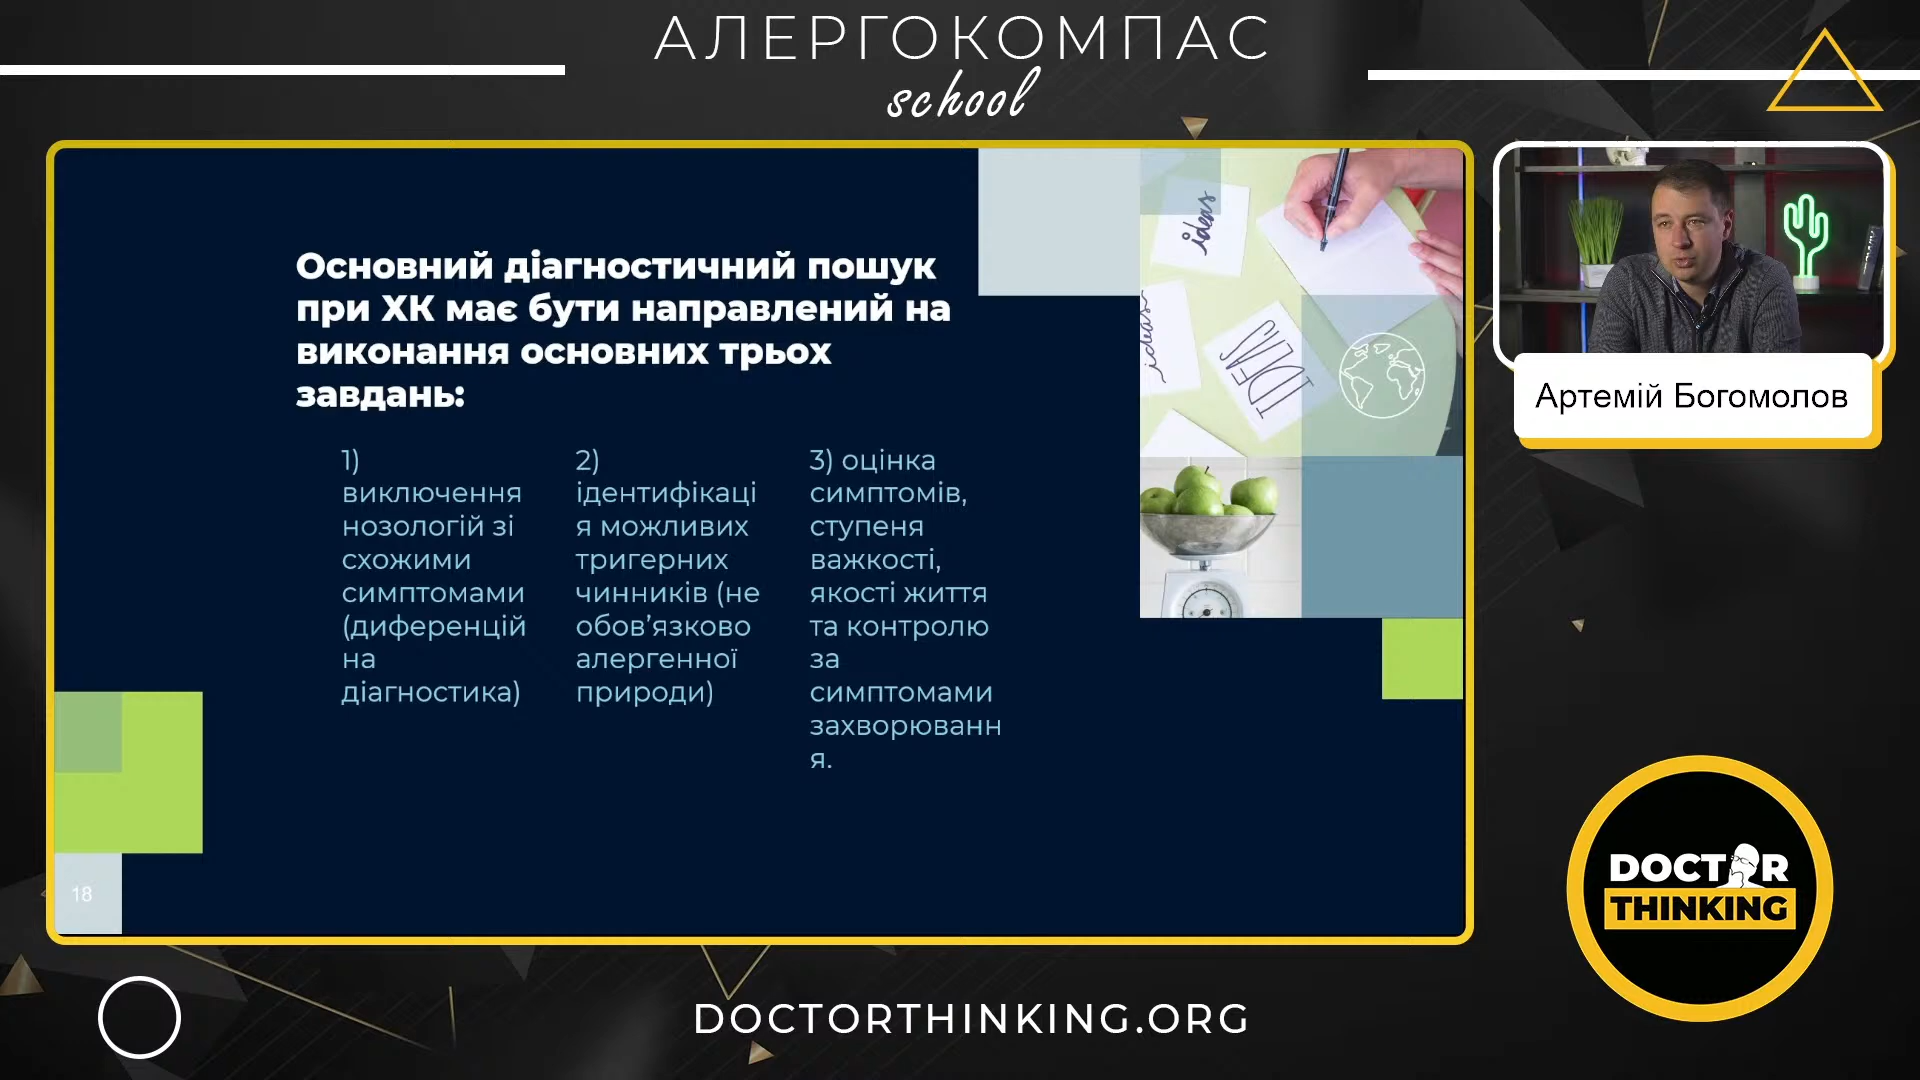 АЛЕРГОКОМПАС
school
Основний діагностичний пошук
при ХК має бути направлений на
виконання основних трьох
завдань:
1)
виключення
нозологій зі
схожими
симптомами
(диференцій
на
діагностика)
2)
ідентифікаці
я можливих
тригерних
чинників (не
обов’язково
алергенної
природи)
3) оцінка
симптомів,
ступеня
важкості,
якості життя
та контролю
за
симптомами
захворюванн
я.
ideas
ideas
IDEAS
18
Артемій Богомолов
DOCTOR
THINKING
DOCTORTHINKING.ORG